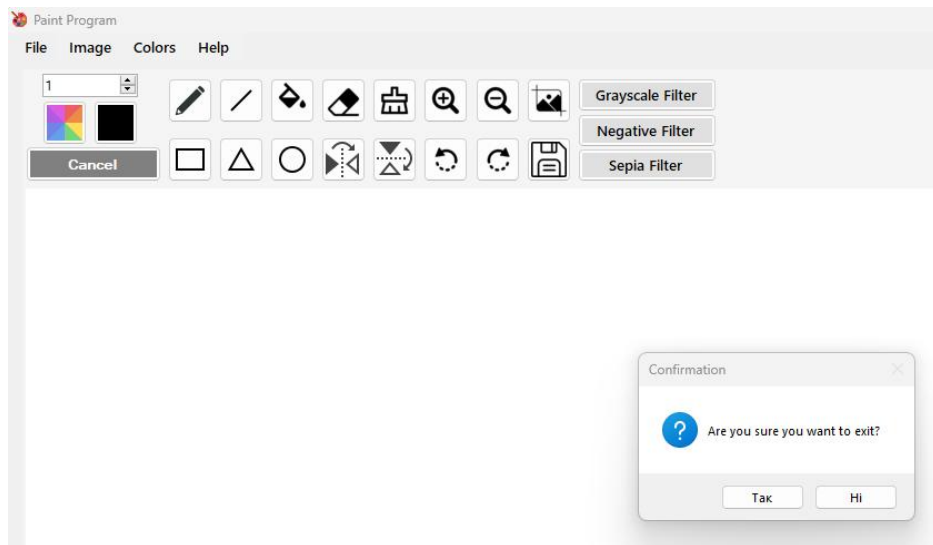 Paint Program
File Image Colors Help
1
Grayscale Filter
Negative Filter
Cancel
Sepia Filter
Confirmation
Are you sure you want to exit?
Так Ні